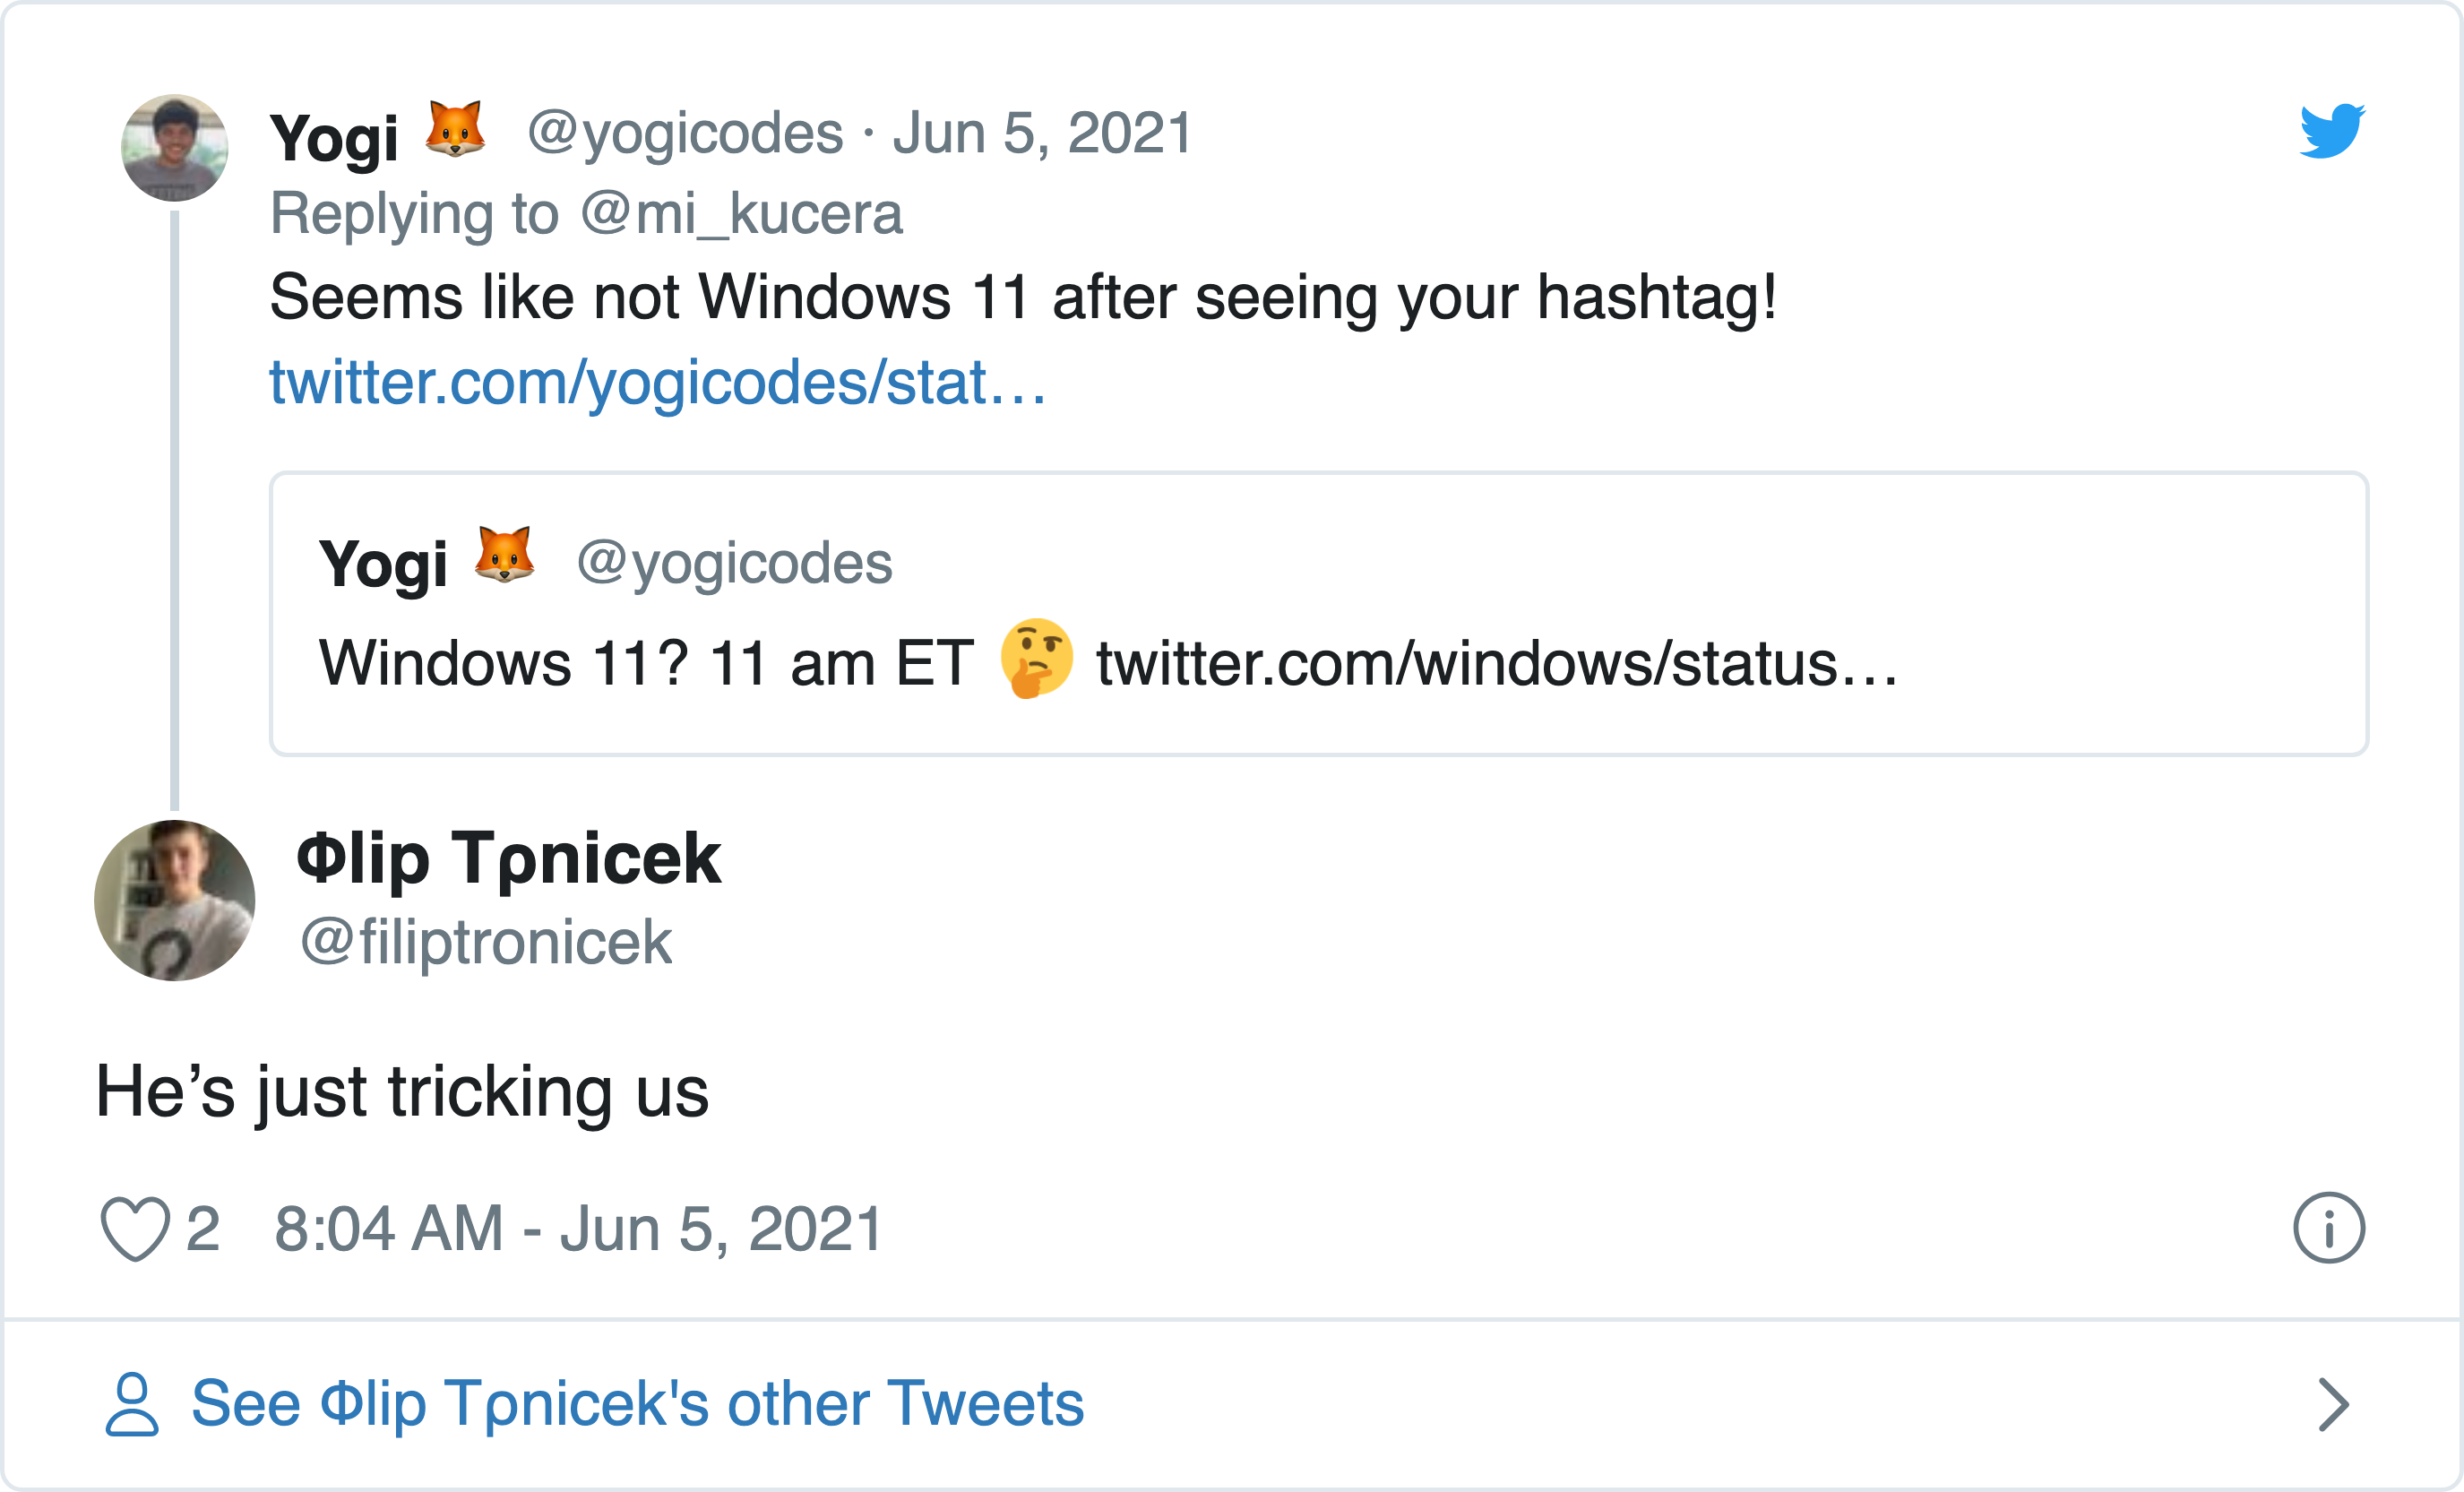 Yogi 🦊 @yogicodes · Jun 5, 2021
Replying to @mi_kucera
Seems like not Windows 11 after seeing your hashtag!
twitter.com/yogicodes/stat…
Yogi 🦊 @yogicodes
Windows 11? 11 am ET 🤔 twitter.com/windows/status…
Φlip Tρnicek
@filiptronicek
He’s just tricking us
2 8:04 AM - Jun 5, 2021
See Φlip Tρnicek's other Tweets